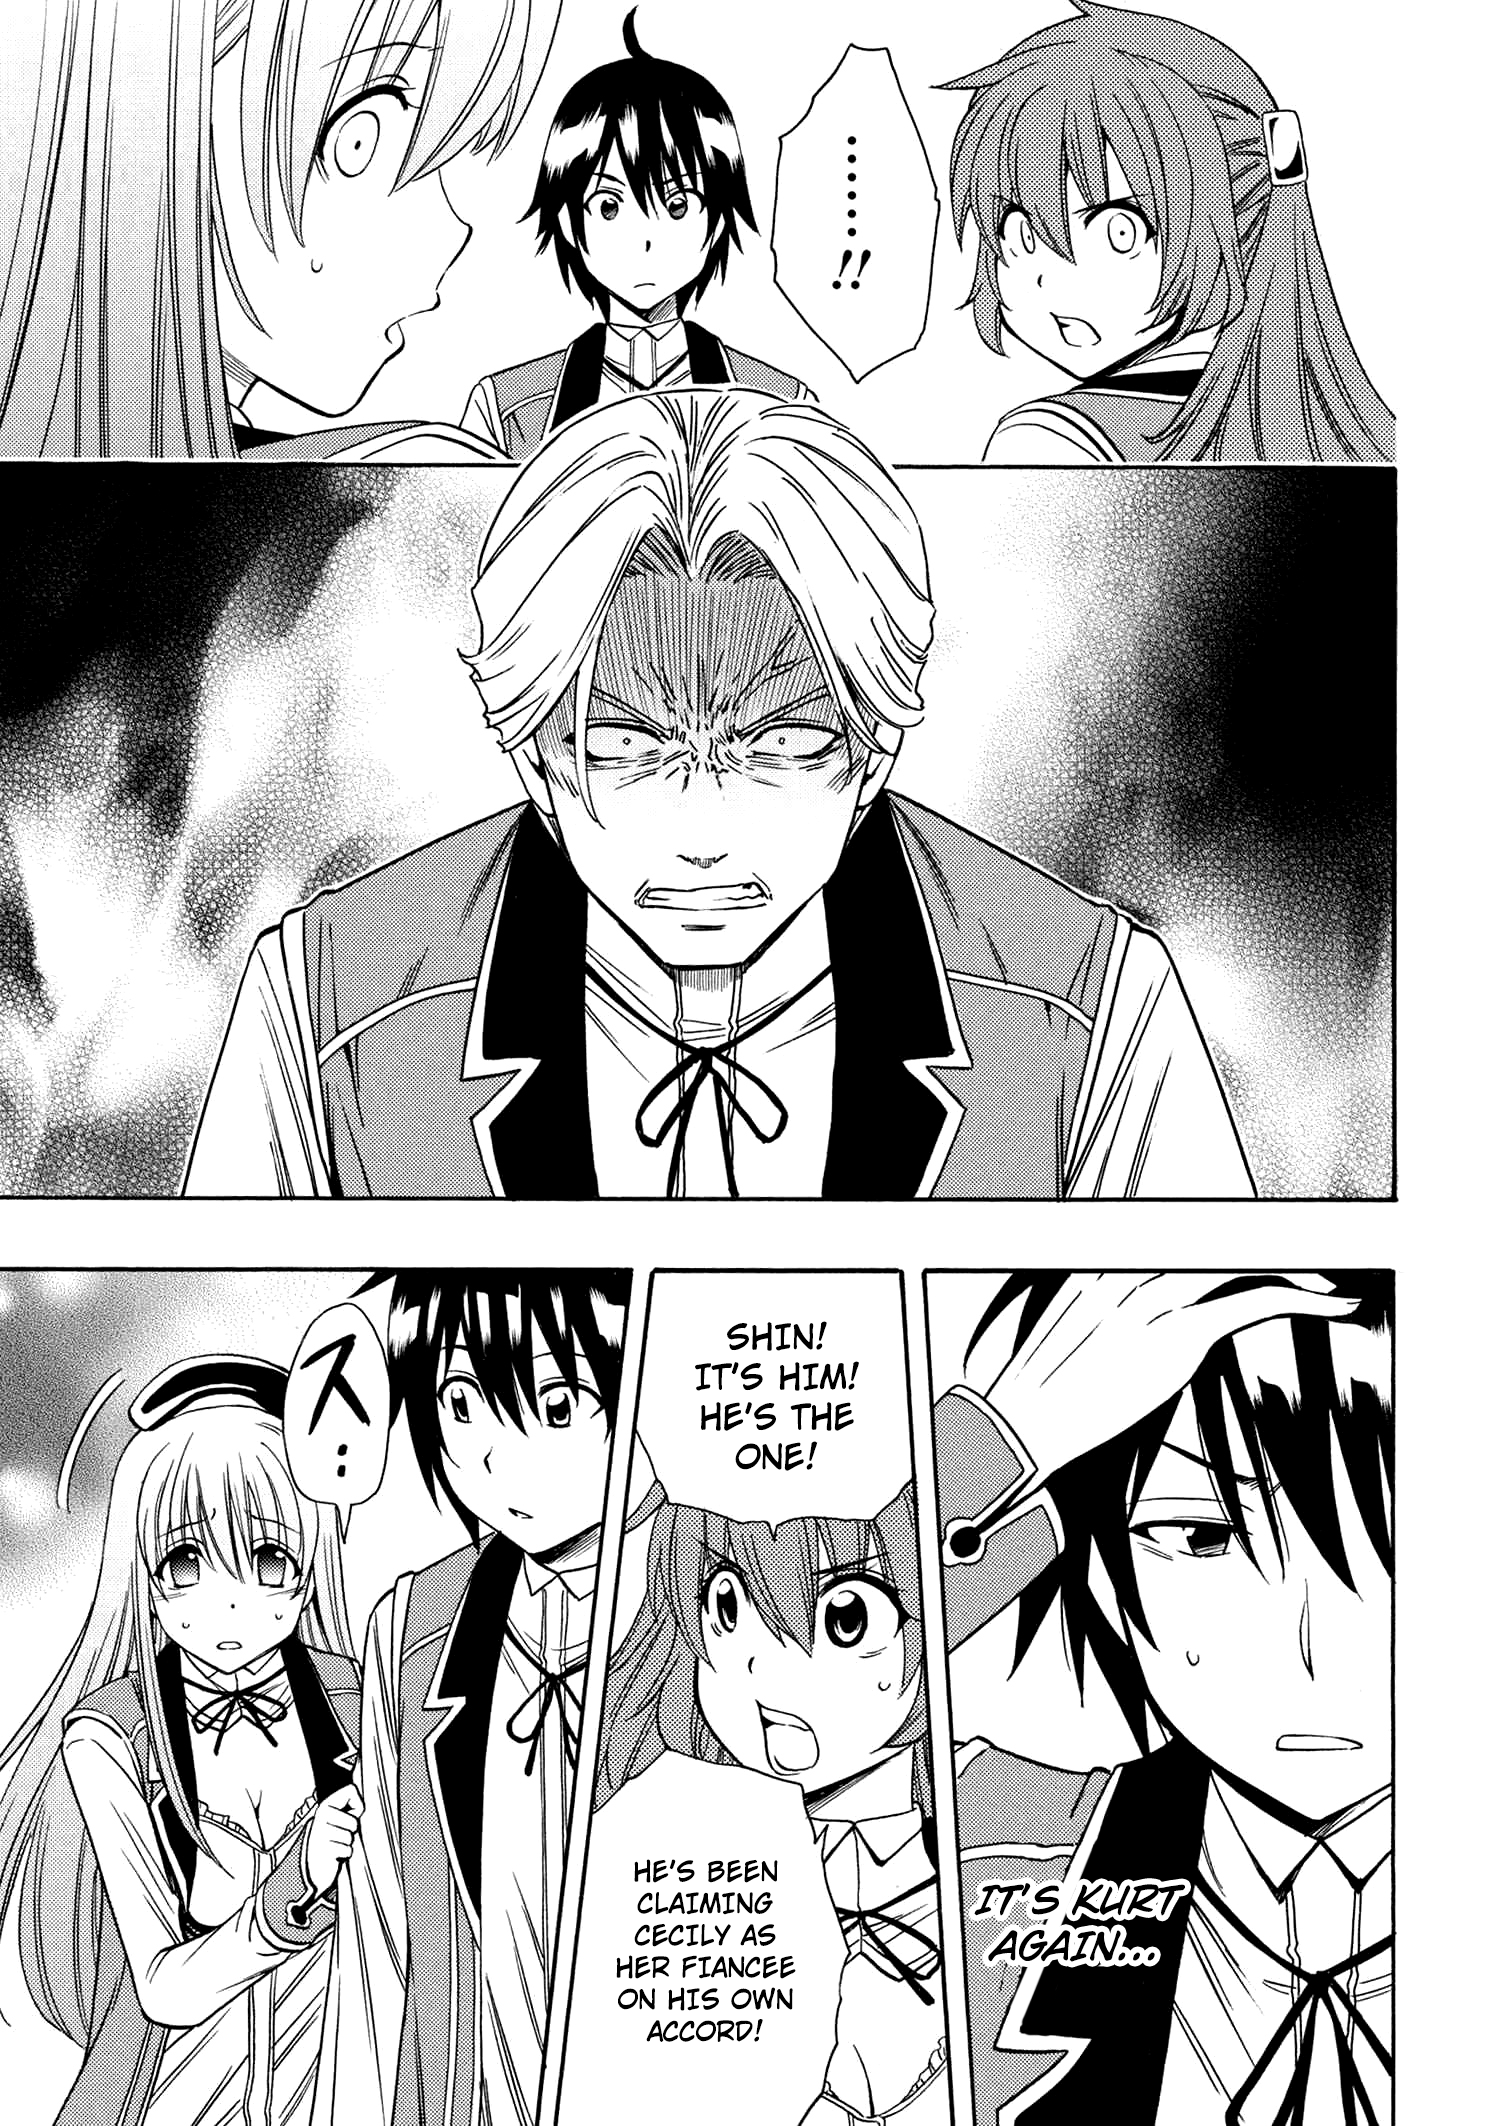 ……!!
IT'S KURT
AGAIN...
SHIN!
IT'S HIM!
HE'S THE
ONE!
HE'S BEEN
CLAIMING
CECILY AS
HER FIANCEE
ON HIS OWN
ACCORD!
ス…